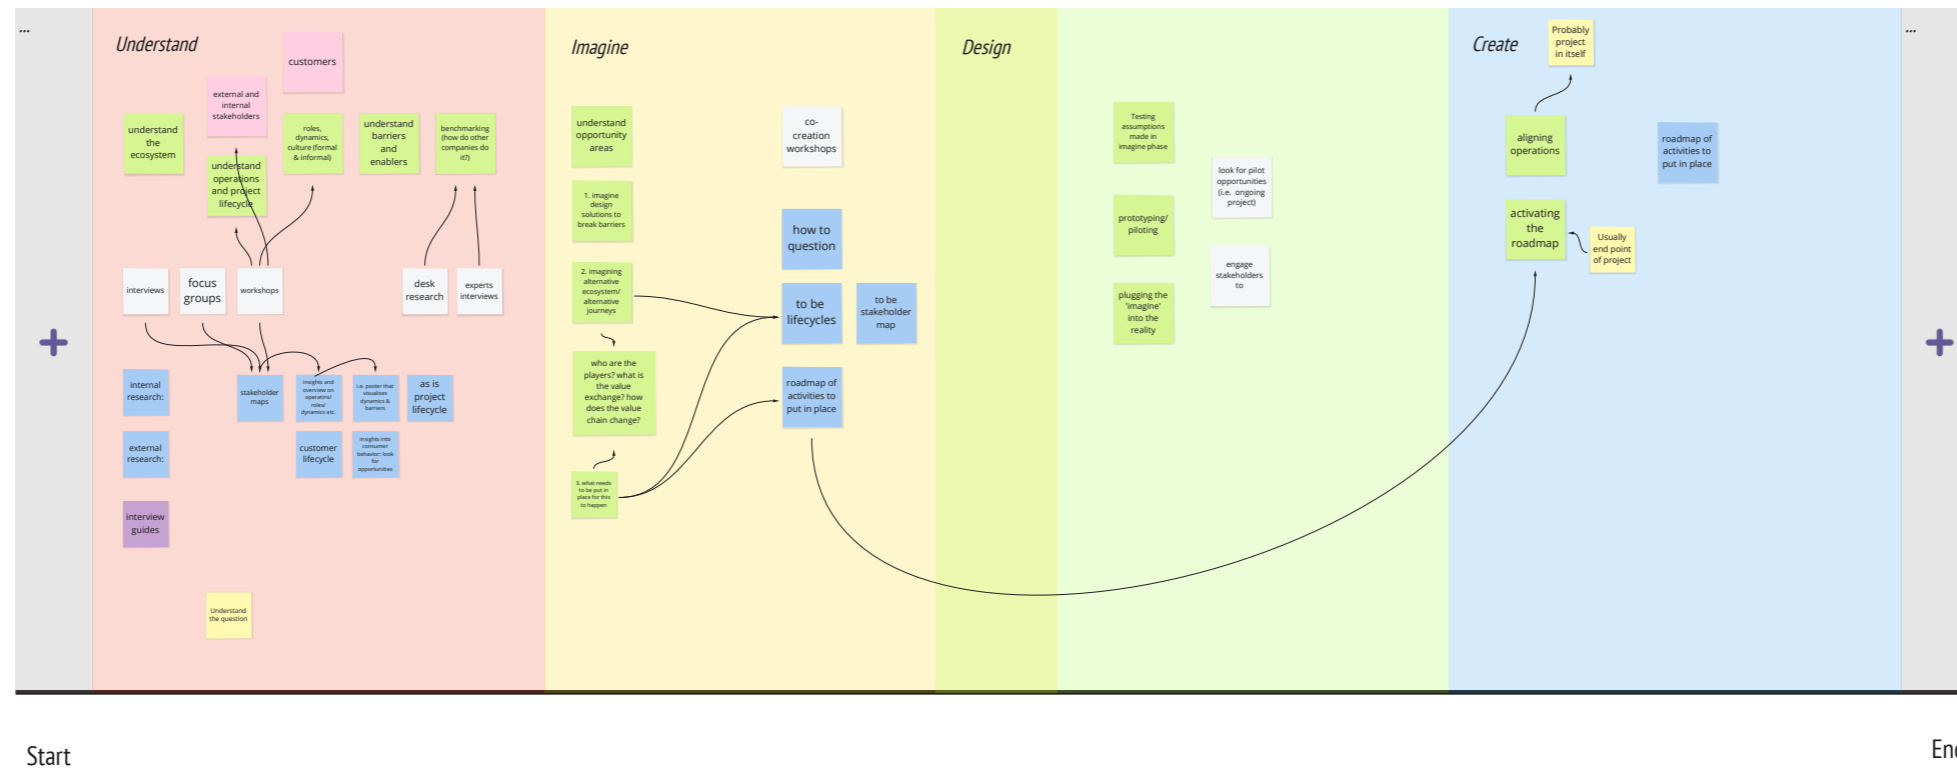 ...
Understand
customers
external and
internal
stakeholders
understand
the
ecosystem
understand
operations
and project
lifecycle
roles,
dynamics,
culture (formal
& informal)
understand
barriers
and
enablers
benchmarking
(how do other
companies do
it?)
interviews
focus
groups
workshops
desk
research
experts
interviews
internal
research:
stakeholder
maps
insights and
overview on
operatins/
roles/
dynamics etc.
i.e. poster that
visualises
dynamics &
barriers
as is
project
lifecycle
external
research:
customer
lifecycle
insights into
consumer
behavior; look
for
opportunities
interview
guides
Understand
the question
Imagine
understand
opportunity
areas
1. imagine
design
solutions to
break barriers
2. imagining
alternative
ecosystem/
alternative
journeys
who are the
players? what is
the value
exchange? how
does the value
chain change?
3. what needs
to be put in
place for this
to happen
co-
creation
workshops
how to
question
to be
lifecycles
to be
stakeholder
map
roadmap of
activities to
put in place
Design
Testing
assumptions
made in
imagine phase
prototyping/
piloting
plugging the
'imagine'
into the
reality
look for pilot
opportunities
(i.e. ongoing
project)
engage
stakeholders
to
Create
Probably
project
in itself
aligning
operations
activating
the
roadmap
Usually
end point
of project
roadmap of
activities to
put in place
...
Start